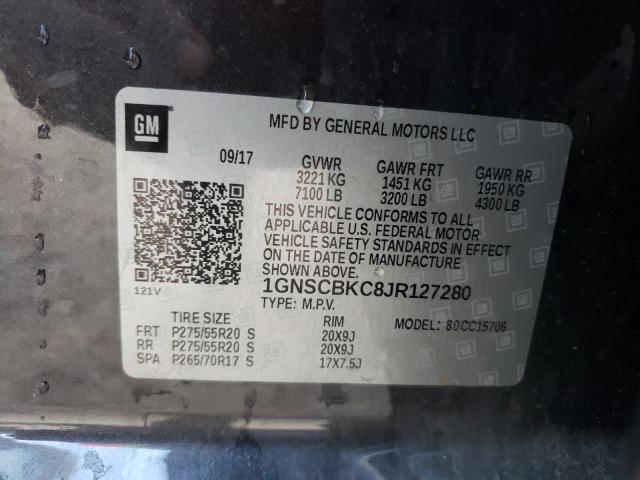 GM
MFD BY GENERAL MOTORS LLC
09/17 GVWR GAWR FRT GAWR RR
3221 KG 1451 KG 1950 KG
7100 LB 3200 LB 4300 LB
THIS VEHICLE CONFORMS TO ALL
APPLICABLE U.S. FEDERAL MOTOR
VEHICLE SAFETY STANDARDS IN EFFECT
ON THE DATE OF MANUFACTURE
SHOWN ABOVE.
1GNSCBKC8JR127280
121V
TYPE: M.P.V.
TIRE SIZE RIM MODEL: 80CC15706
FRT P275/55R20 S 20X9J
RR P275/55R20 S 20X9J
SPA P265/70R17 S 17X7.5J